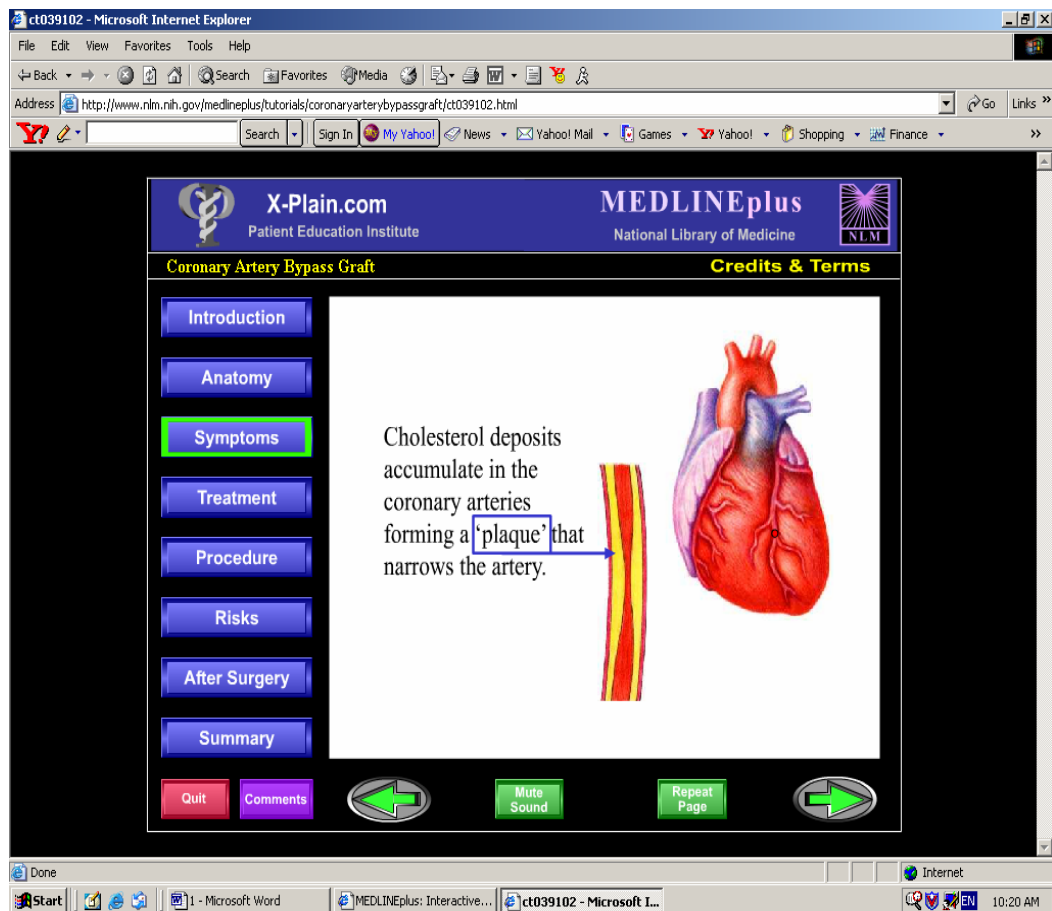 ct039102 - Microsoft Internet Explorer
File Edit View Favorites Tools Help
Back Search Favorites Media
Address http://www.nlm.nih.gov/medlineplus/tutorials/coronaryarterybypassgraft/ct039102.html Go Links »
Y! Search Sign In My Yahoo! News Yahoo! Mail Games Yahoo! Shopping Finance »
X-Plain.com
Patient Education Institute
MEDLINEplus
National Library of Medicine
NLM
Coronary Artery Bypass Graft
Credits & Terms
Introduction
Anatomy
Symptoms
Treatment
Procedure
Risks
After Surgery
Summary
Cholesterol deposits
accumulate in the
coronary arteries
forming a ‘plaque’ that
narrows the artery.
Quit
Comments
Mute
Sound
Repeat
Page
Done Internet
Start 1 - Microsoft Word MEDLINEplus: Interactive... ct039102 - Microsoft I... EN 10:20 AM